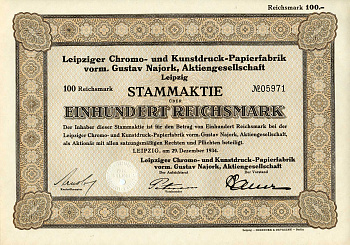 Reichsmark 100.–
Leipziger Chromo- und Kunstdruck-Papierfabrik
vorm. Gustav Najork, Aktiengesellschaft
Leipzig
100 Reichsmark
STAMMAKTIE
№05971
ÜBER
EINHUNDERT REICHSMARK
Der Inhaber dieser Stammaktie ist für den Betrag von Einhundert Reichsmark bei der
Leipziger Chromo- und Kunstdruck-Papierfabrik vorm. Gustav Najork, Aktiengesellschaft,
als Aktionär mit allen satzungsmäßigen Rechten und Pflichten beteiligt.
LEIPZIG, am 29. Dezember 1934.
Leipziger Chromo- und Kunstdruck-Papierfabrik
vorm. Gustav Najork, Aktiengesellschaft
Der Aufsichtsrat
Der Vorstand